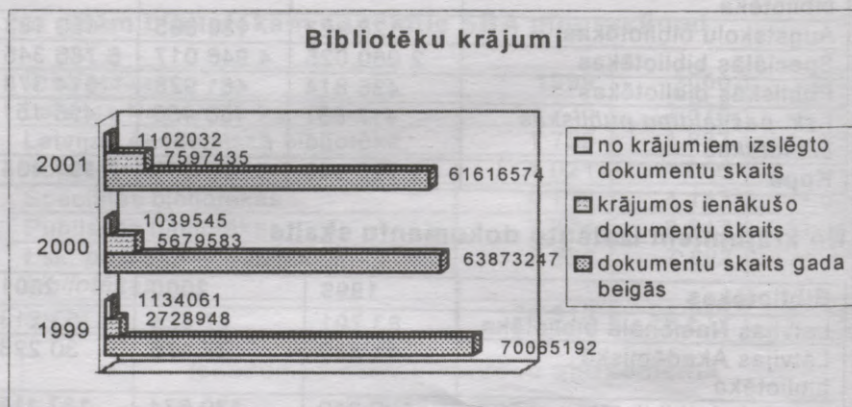 Bibliotēku krājumi
2001
1102032
7597435
61616574
2000
1039545
5679583
63873247
1999
1134061
2728948
70065192
no krājumiem izslēgto
dokumentu skaits
krājumos ienākušo
dokumentu skaits
dokumentu skaits gada
beigās